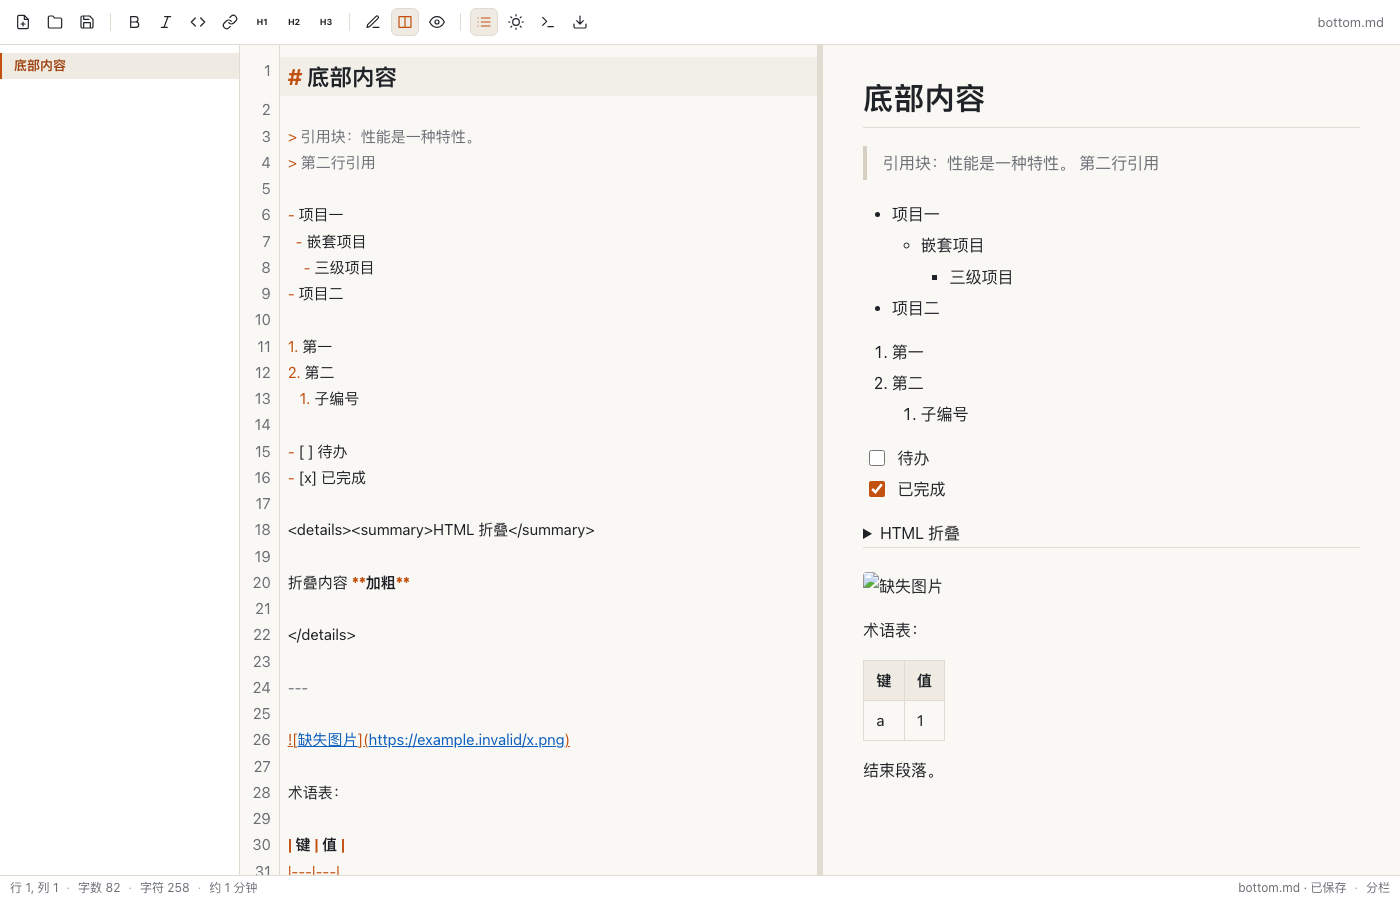 H1 H2 H3 bottom.md
底部内容
1 # 底部内容
2
3 > 引用块：性能是一种特性。
4 > 第二行引用
5
6 - 项目一
7 - 嵌套项目
8 - 三级项目
9 - 项目二
10
11 1. 第一
12 2. 第二
13 1. 子编号
14
15 - [ ] 待办
16 - [x] 已完成
17
18 <details><summary>HTML 折叠</summary>
19
20 折叠内容 **加粗**
21
22 </details>
23
24 ---
25
26 ![缺失图片](https://example.invalid/x.png)
27
28 术语表：
29
30 | 键 | 值 |
31 |---|---|
底部内容
引用块：性能是一种特性。 第二行引用
• 项目一
◦ 嵌套项目
▪ 三级项目
• 项目二
1. 第一
2. 第二
1. 子编号
待办
已完成
HTML 折叠
缺失图片
术语表：
键 值
a 1
结束段落。
行 1, 列 1 · 字数 82 · 字符 258 · 约 1 分钟
bottom.md · 已保存 · 分栏